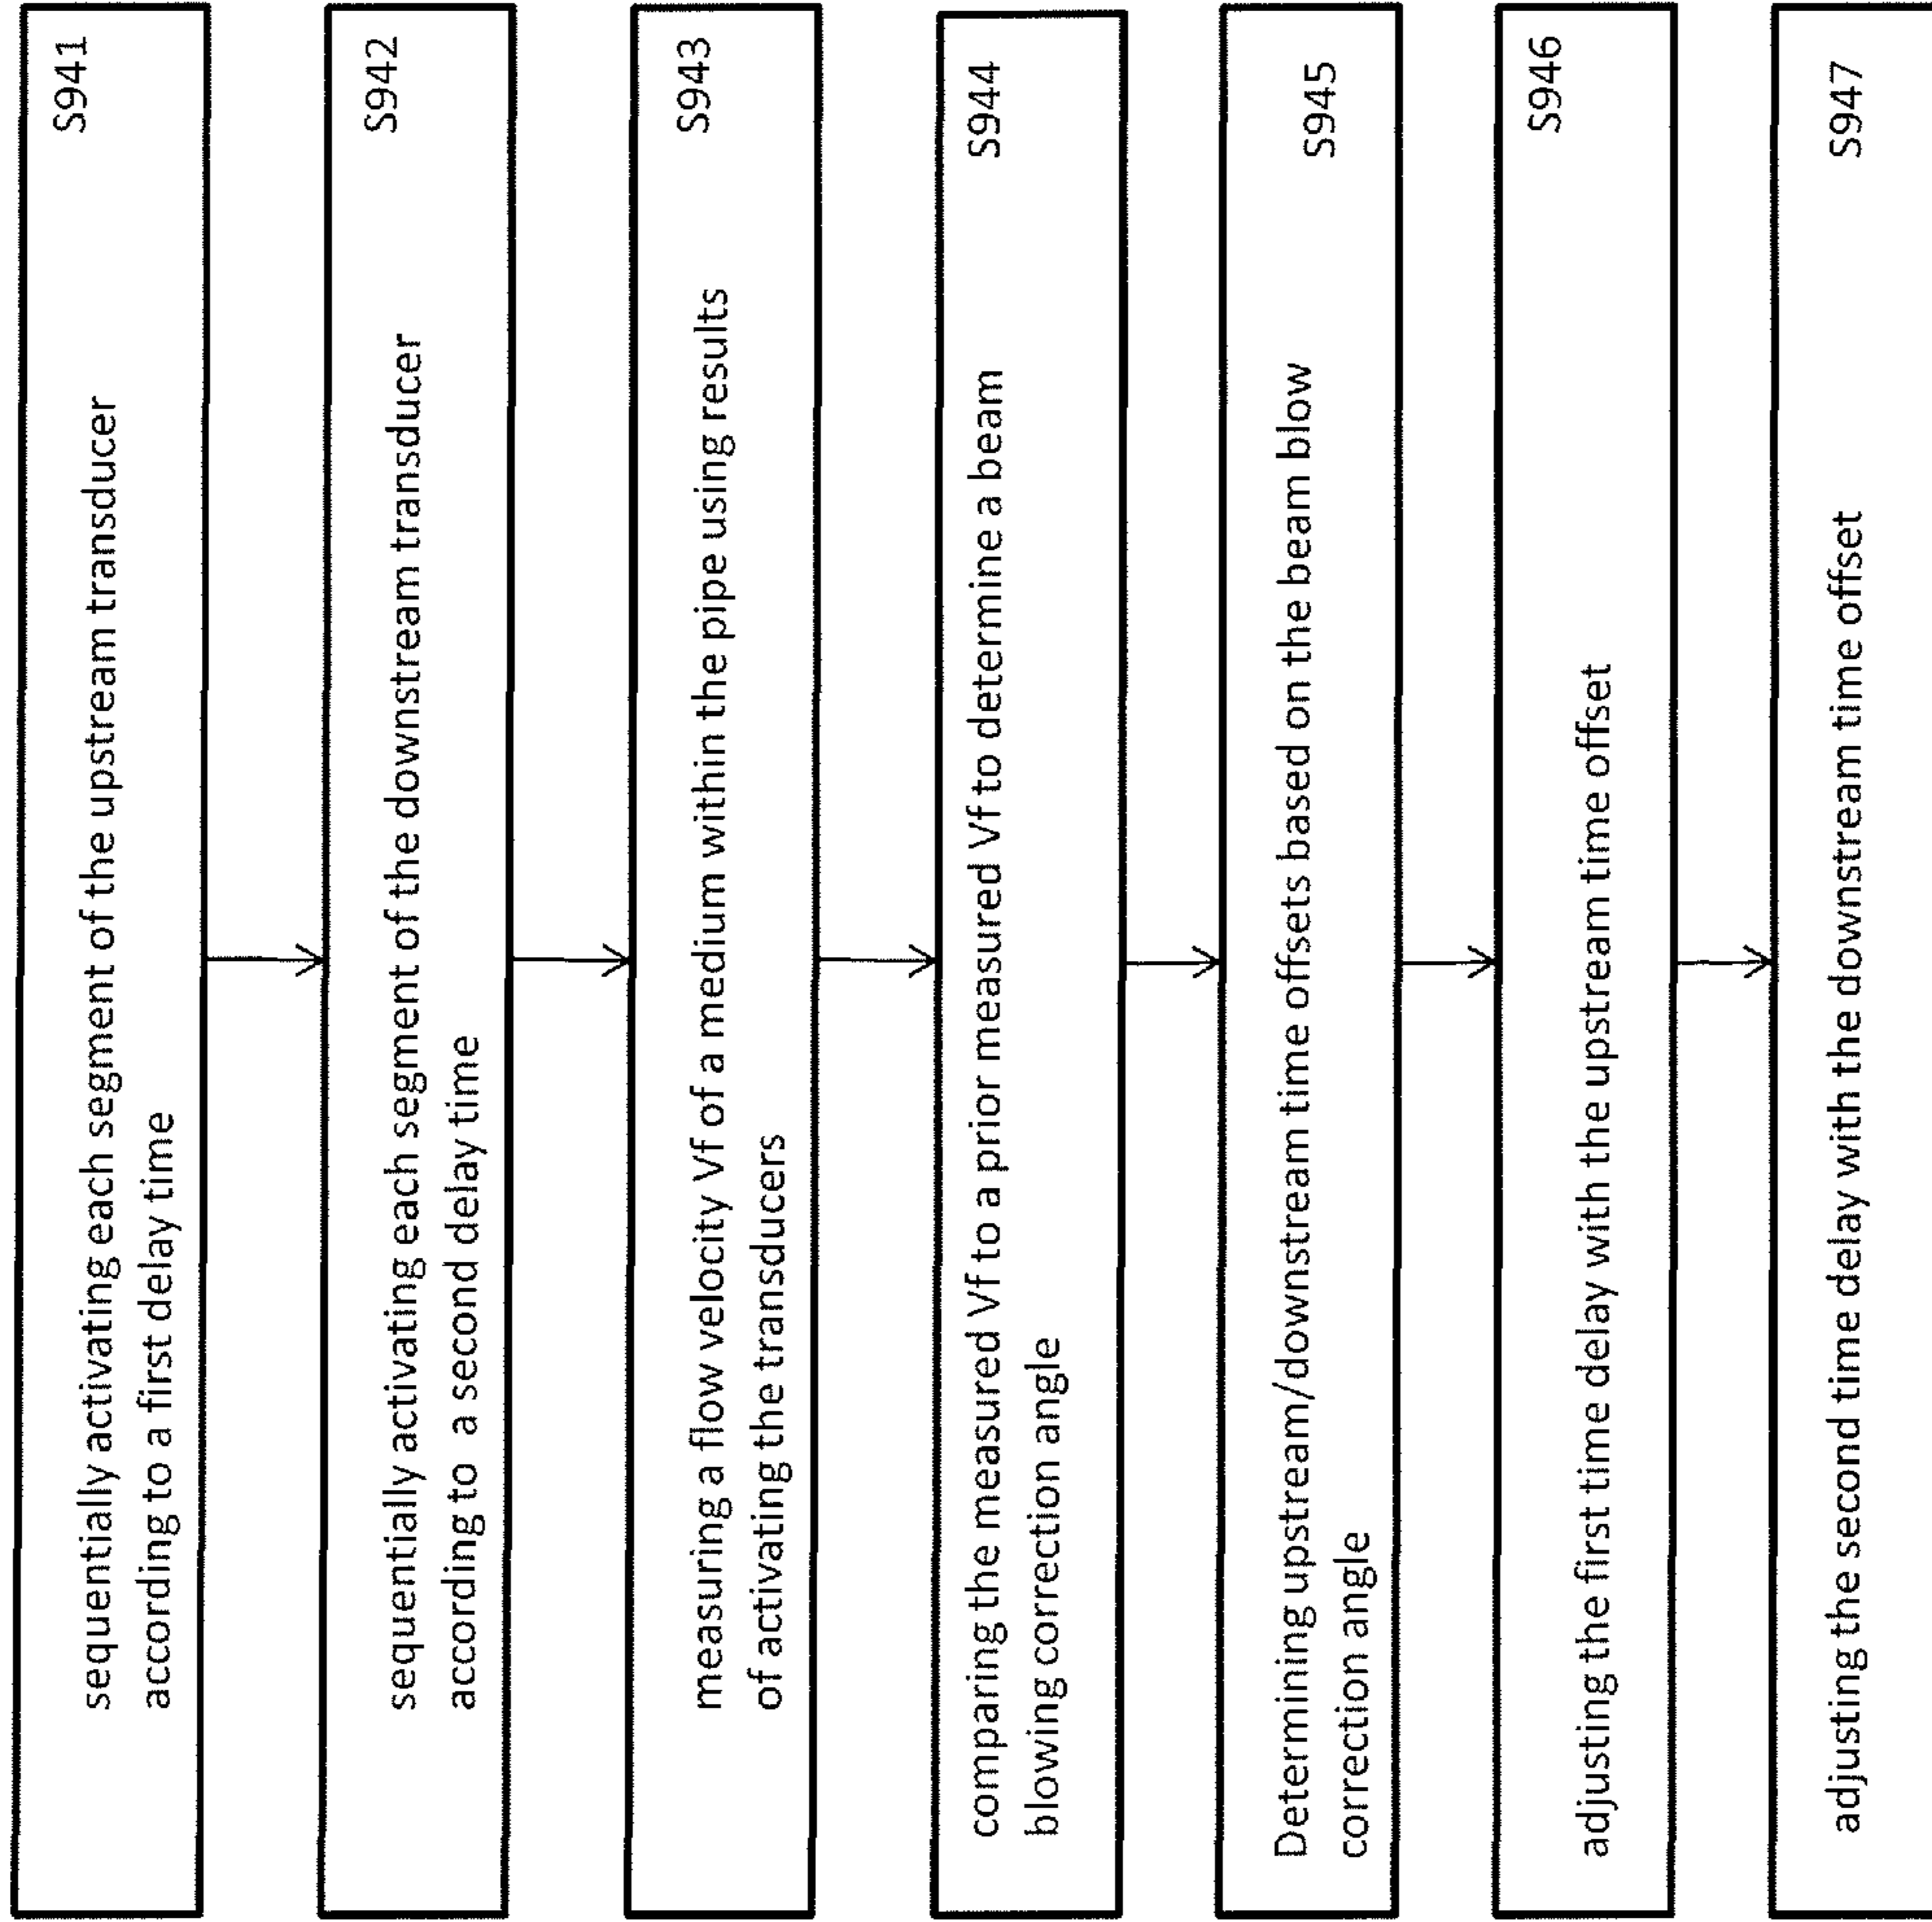 sequentially activating each segment of the upstream transducer
according to a first delay time
S941
sequentially activating each segment of the downstream transducer
according to a second delay time
S942
measuring a flow velocity Vf of a medium within the pipe using results
of activating the transducers
S943
comparing the measured Vf to a prior measured Vf to determine a beam
blowing correction angle
S944
Determining upstream/downstream time offsets based on the beam blow
correction angle
S945
adjusting the first time delay with the upstream time offset
S946
adjusting the second time delay with the downstream time offset
S947